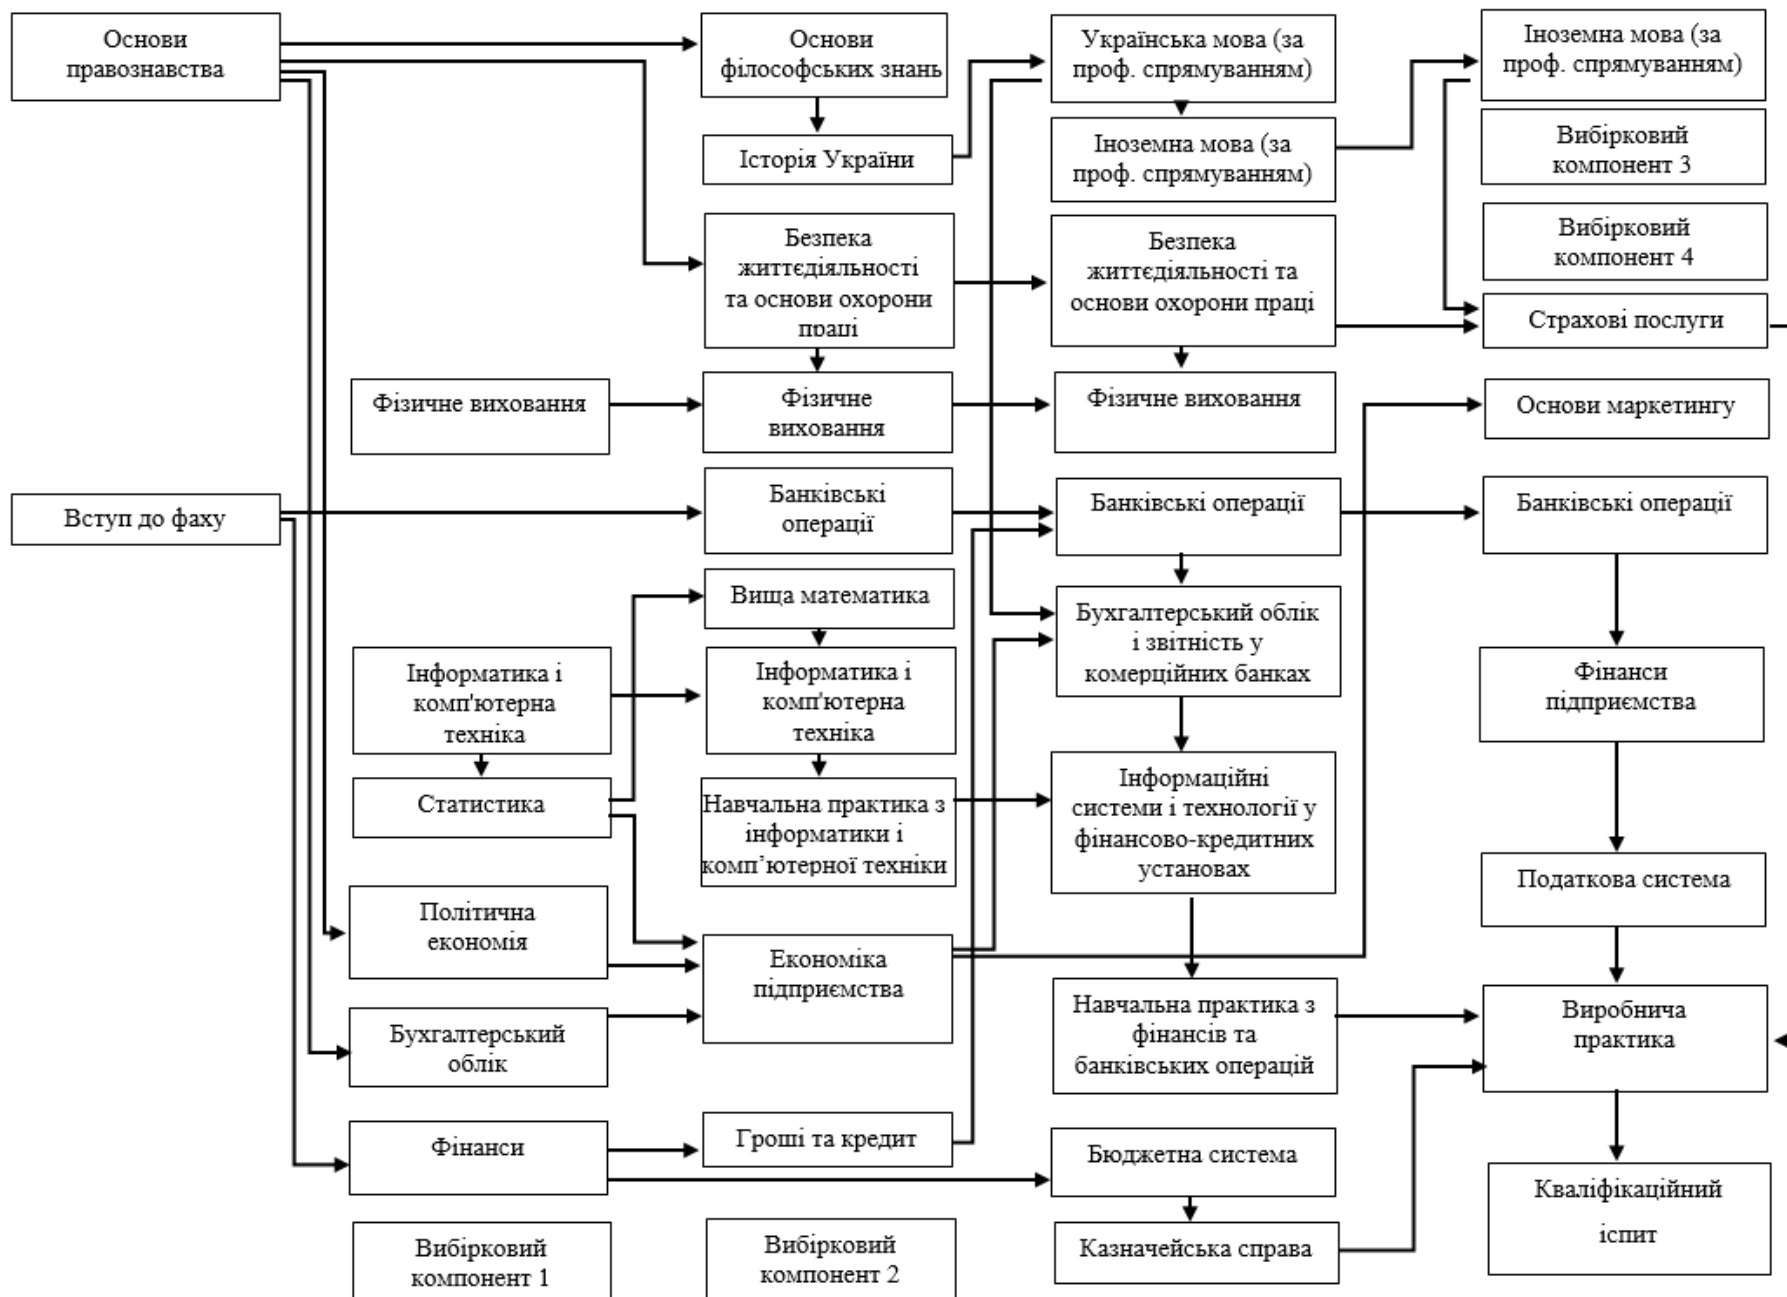 Основи
правознавства
Вступ до фаху
Фізичне виховання
Інформатика і
комп'ютерна
техніка
Статистика
Політична
економія
Бухгалтерський
облік
Фінанси
Вибірковий
компонент 1
Основи
філософських знань
Історія України
Безпека
життєдіяльності
та основи охорони
праці
Фізичне
виховання
Банківські
операції
Вища математика
Інформатика і
комп'ютерна
техніка
Навчальна практика з
інформатики і
комп’ютерної техніки
Економіка
підприємства
Гроші та кредит
Вибірковий
компонент 2
Українська мова (за
проф. спрямуванням)
Іноземна мова (за
проф. спрямуванням)
Безпека
життєдіяльності та
основи охорони праці
Фізичне виховання
Банківські операції
Бухгалтерський облік
і звітність у
комерційних банках
Інформаційні
системи і технології у
фінансово-кредитних
установах
Навчальна практика з
фінансів та
банківських операцій
Бюджетна система
Казначейська справа
Іноземна мова (за
проф. спрямуванням)
Вибірковий
компонент 3
Вибірковий
компонент 4
Страхові послуги
Основи маркетингу
Банківські операції
Фінанси
підприємства
Податкова система
Виробнича
практика
Кваліфікаційний
іспит